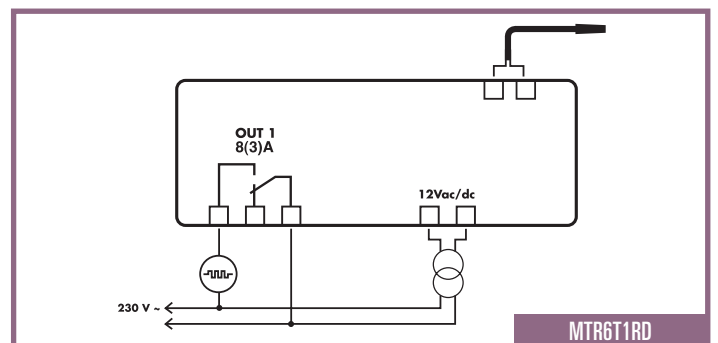 OUT 1
8(3)A
12Vac/dc
230 V ~
MTR6T1RD